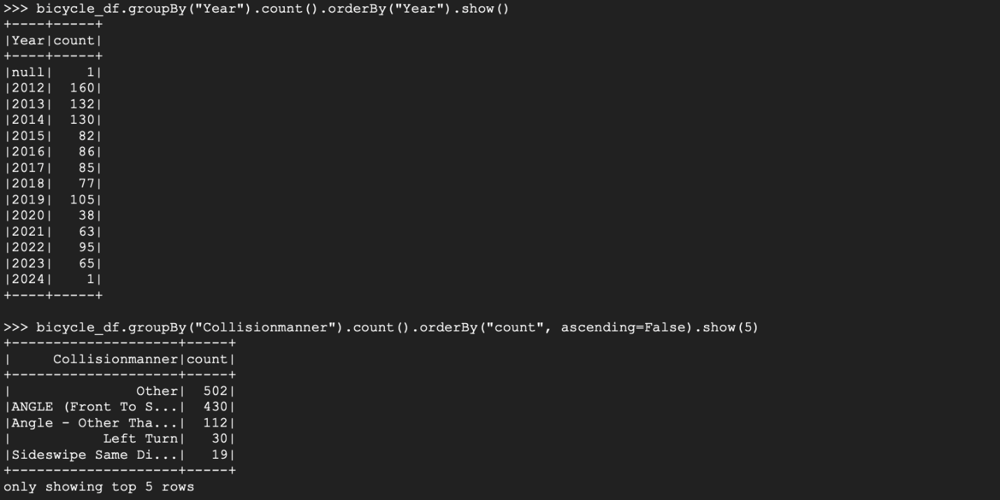 >>> bicycle_df.groupBy("Year").count().orderBy("Year").show()
+----+-----+
|Year|count|
+----+-----+
|null|    1|
|2012|  160|
|2013|  132|
|2014|  130|
|2015|   82|
|2016|   86|
|2017|   85|
|2018|   77|
|2019|  105|
|2020|   38|
|2021|   63|
|2022|   95|
|2023|   65|
|2024|    1|
+----+-----+

>>> bicycle_df.groupBy("Collisionmanner").count().orderBy("count", ascending=False).show(5)
+--------------------+-----+
|     Collisionmanner|count|
+--------------------+-----+
|               Other|  502|
|ANGLE (Front To S...|  430|
|Angle - Other Tha...|  112|
|           Left Turn|   30|
|Sideswipe Same Di...|   19|
+--------------------+-----+
only showing top 5 rows